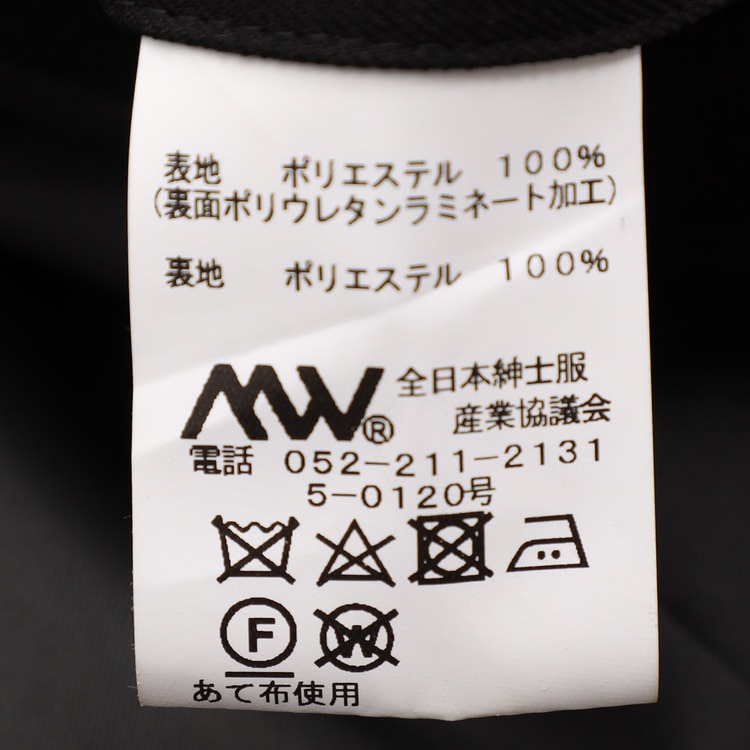 表地 ポリエステル 100%
(裏面ポリウレタンラミネート加工)
裏地 ポリエステル 100%
MW® 全日本紳士服
産業協議会
電話 052-211-2131
5-0120号
F W
あて布使用